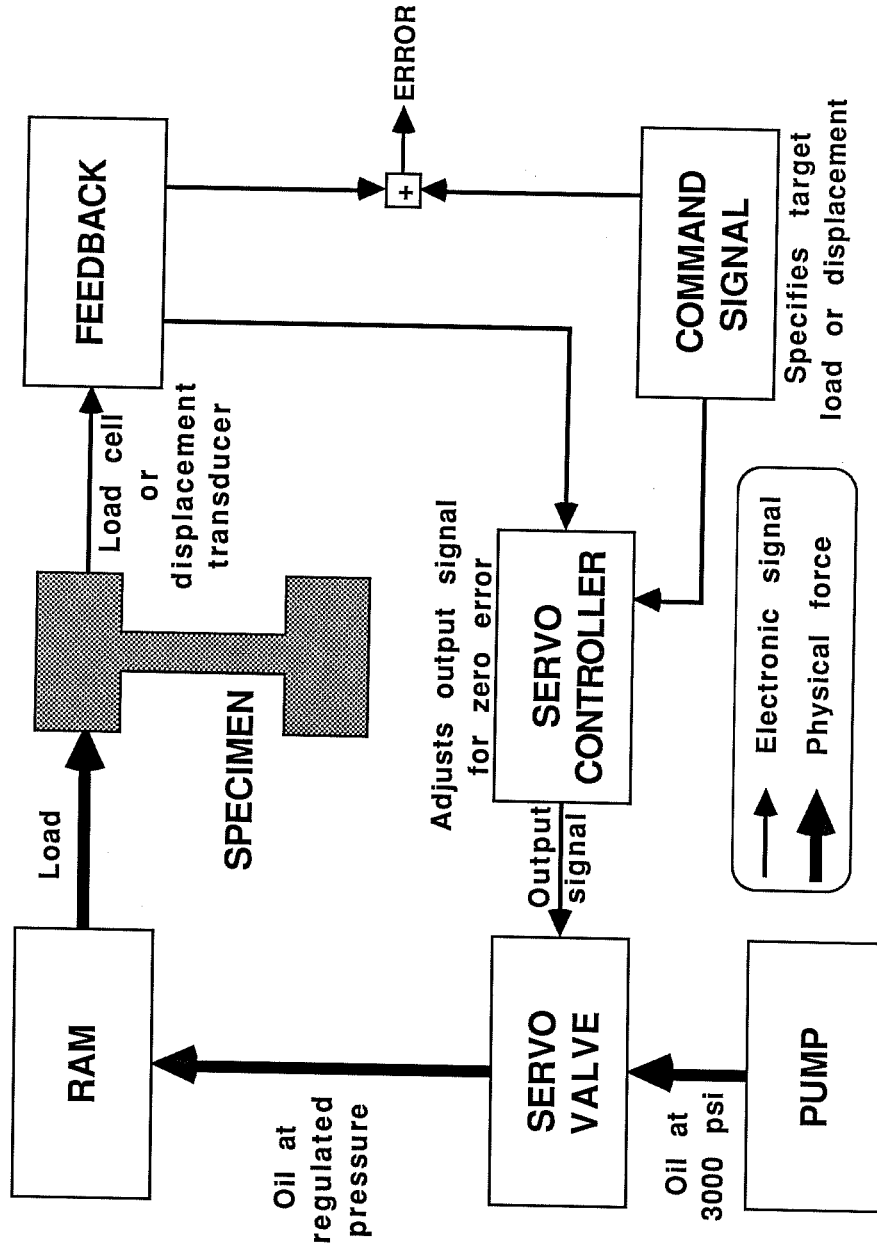 RAM
Load
SPECIMEN
Load cell
or
displacement
transducer
FEEDBACK
Oil at
regulated
pressure
SERVO
VALVE
Output
signal
Adjusts output signal
for zero error
SERVO
CONTROLLER
+
ERROR
Oil at
3000 psi
PUMP
Electronic signal
Physical force
COMMAND
SIGNAL
Specifies target
load or displacement